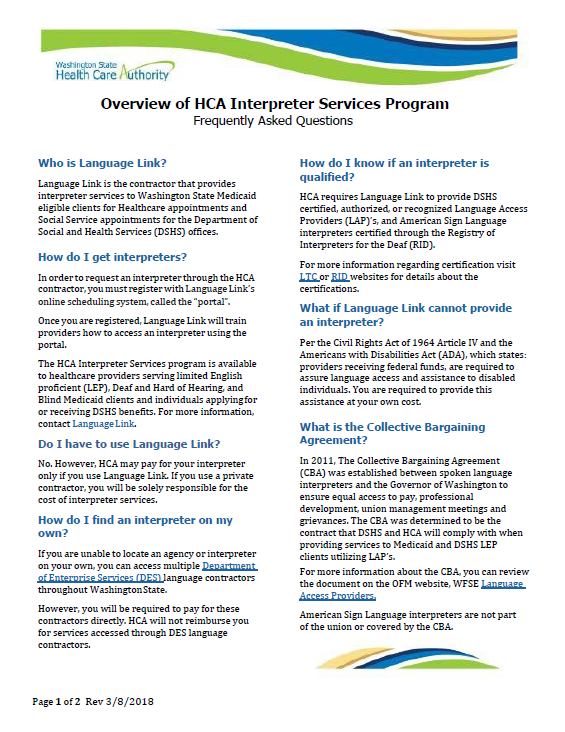 Washington State
Health Care Authority
Overview of HCA Interpreter Services Program
Frequently Asked Questions
Who is Language Link?
Language Link is the contractor that provides
interpreter services to Washington State Medicaid
eligible clients for Healthcare appointments and
Social Service appointments for the Department of
Social and Health Services (DSHS) offices.
How do I get interpreters?
In order to request an interpreter through the HCA
contractor, you must register with Language Link's
online scheduling system, called the "portal".
Once you are registered, Language Link will train
providers how to access an interpreter using the
portal.
The HCA Interpreter Services program is available
to healthcare providers serving limited English
proficient (LEP), Deaf and Hard of Hearing, and
Blind Medicaid clients and individuals applying for
or receiving DSHS benefits. For more information,
contact Language Link.
Do I have to use Language Link?
No. However, HCA may pay for your interpreter
only if you use Language Link. If you use a private
contractor, you will be solely responsible for the
cost of interpreter services.
How do I find an interpreter on my
own?
If you are unable to locate an agency or interpreter
on your own, you can access multiple Department
of Enterprise Services (DES) language contractors
throughout Washington State.
However, you will be required to pay for these
contractors directly. HCA will not reimburse you
for services accessed through DES language
contractors.
How do I know if an interpreter is
qualified?
HCA requires Language Link to provide DSHS
certified, authorized, or recognized Language Access
Providers (LAP)'s, and American Sign Language
interpreters certified through the Registry of
Interpreters for the Deaf (RID).
For more information regarding certification visit
LTC or RID websites for details about the
certifications.
What if Language Link cannot provide
an interpreter?
Per the Civil Rights Act of 1964 Article IV and the
Americans with Disabilities Act (ADA), which states:
providers receiving federal funds, are required to
assure language access and assistance to disabled
individuals. You are required to provide this
assistance at your own cost.
What is the Collective Bargaining
Agreement?
In 2011, The Collective Bargaining Agreement
(CBA) was established between spoken language
interpreters and the Governor of Washington to
ensure equal access to pay, professional
development, union management meetings and
grievances. The CBA was determined to be the
contract that DSHS and HCA will comply with when
providing services to Medicaid and DSHS LEP
clients utilizing LAP's.
For more information about the CBA, you can review
the document on the OFM website, WFSE Language
Access Providers.
American Sign Language interpreters are not part
of the union or covered by the CBA.
Page 1 of 2 Rev 3/8/2018